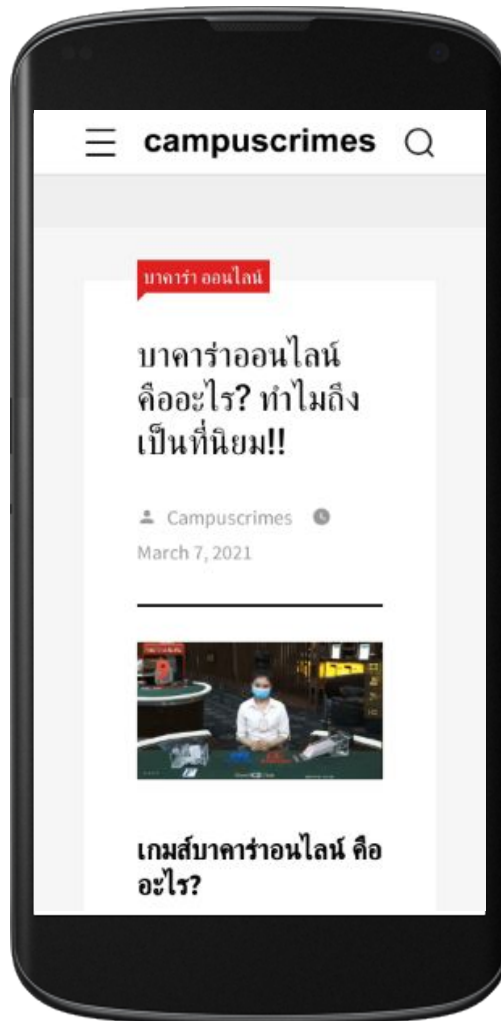 campuscrimes
บาคาร่า ออนไลน์
บาคาร่าออนไลน์
คืออะไร? ทำไมถึง
เป็นที่นิยม!!
Campuscrimes
March 7, 2021
เกมส์บาคาร่าอนไลน์ คือ
อะไร?